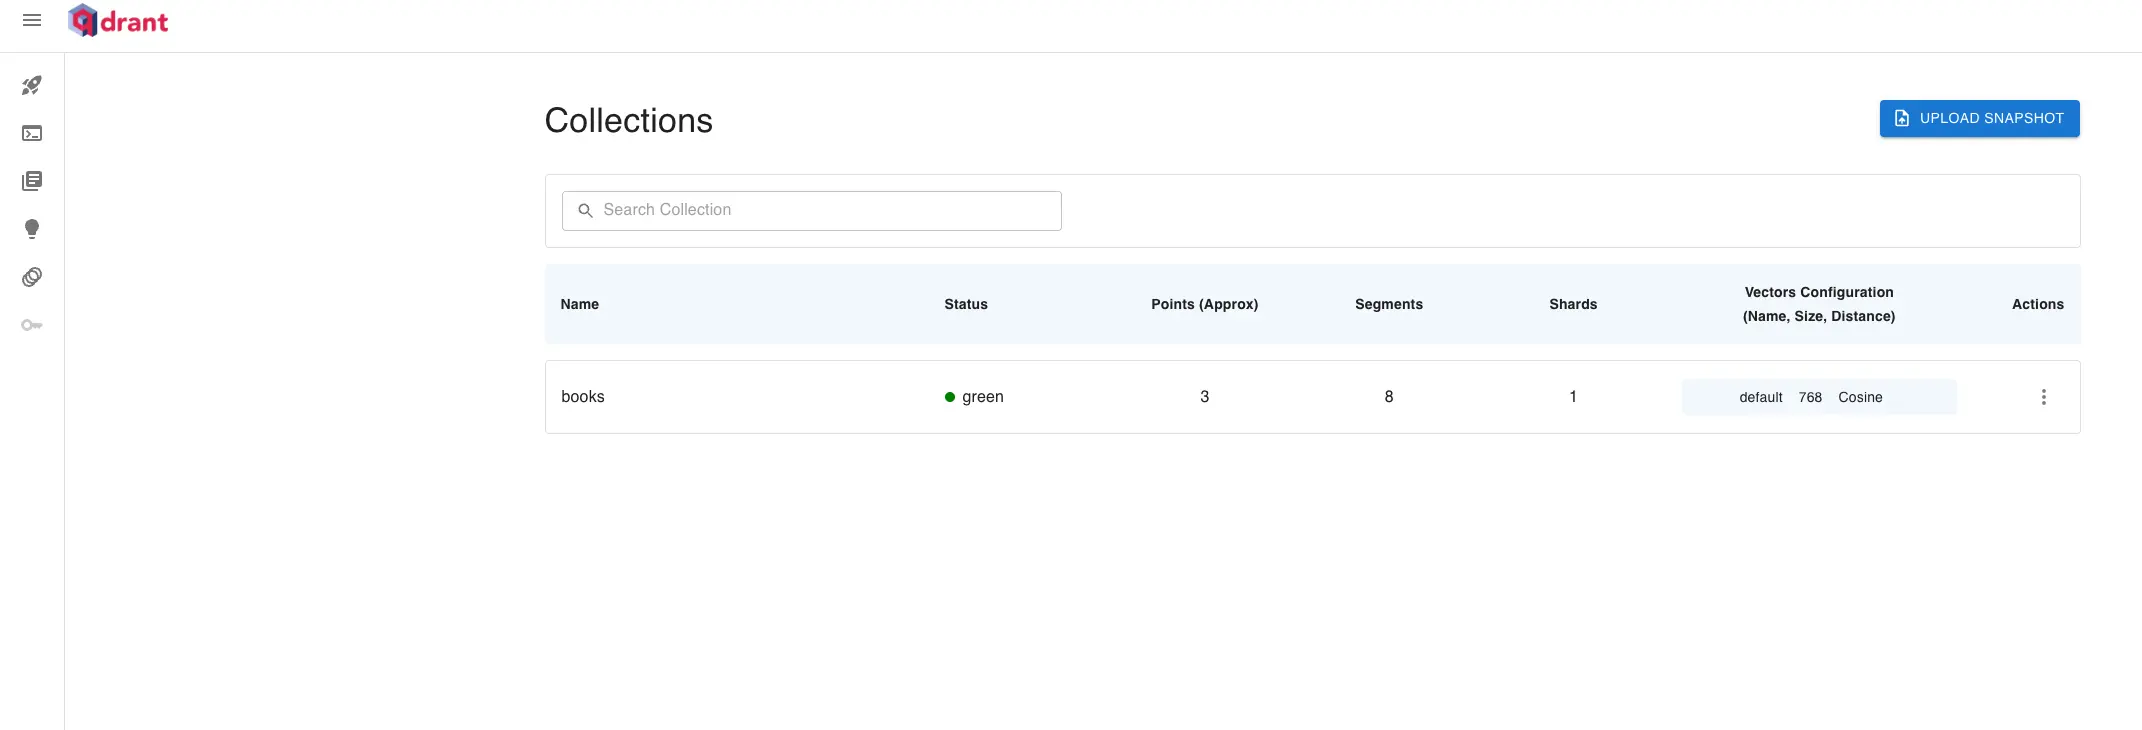 qdrant
Collections
UPLOAD SNAPSHOT
Search Collection
Name Status Points (Approx) Segments Shards Vectors Configuration (Name, Size, Distance) Actions
books green 3 8 1 default 768 Cosine